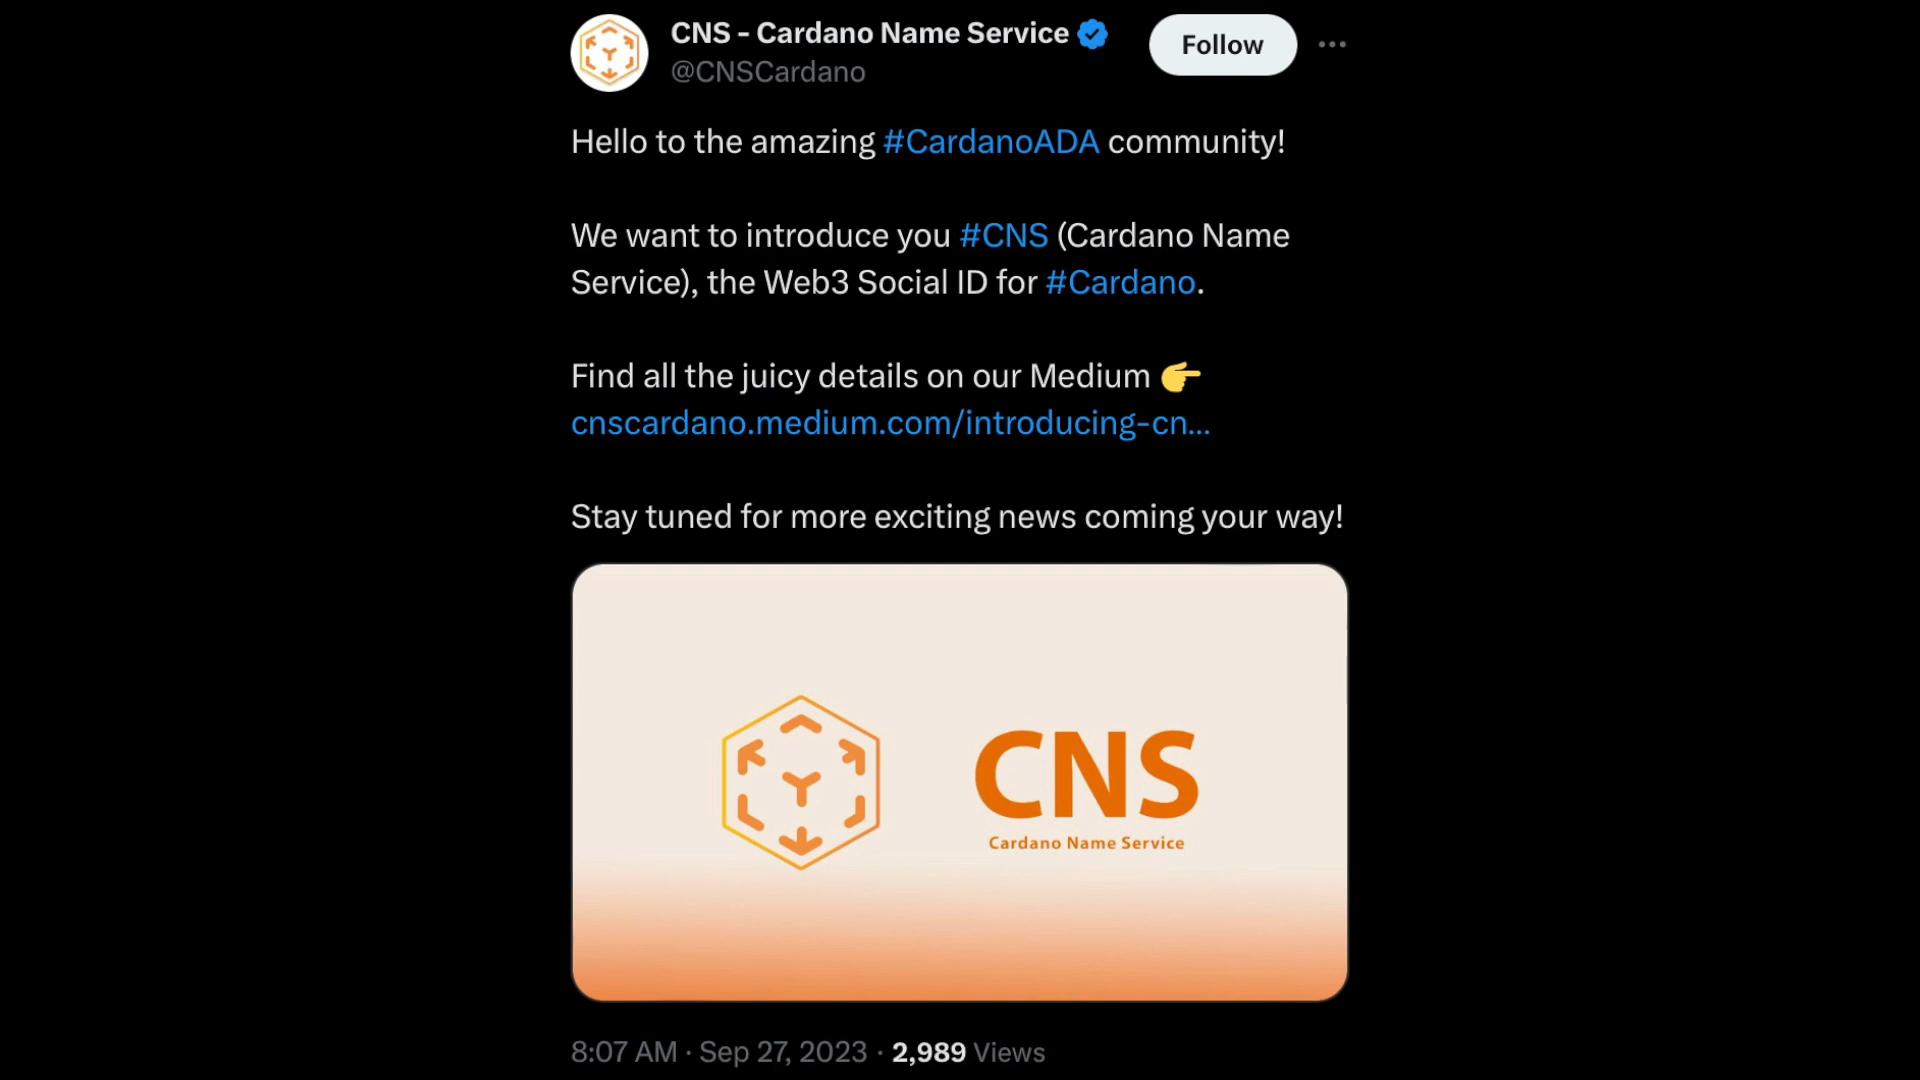 CNS - Cardano Name Service
@CNSCardano
Follow
Hello to the amazing #CardanoADA community!
We want to introduce you #CNS (Cardano Name
Service), the Web3 Social ID for #Cardano.
Find all the juicy details on our Medium 👉
cnscardano.medium.com/introducing-cn...
Stay tuned for more exciting news coming your way!
CNS
Cardano Name Service
8:07 AM · Sep 27, 2023 · 2,989 Views